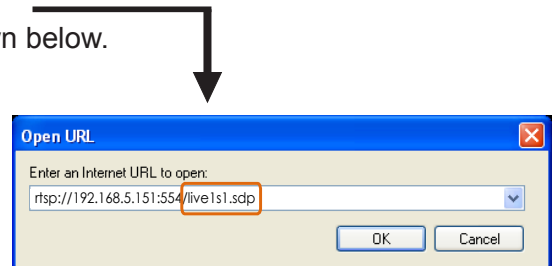 n below.
Open URL
Enter an Internet URL to open:
rtsp://192.168.5.151:554/live1s1.sdp
OK
Cancel